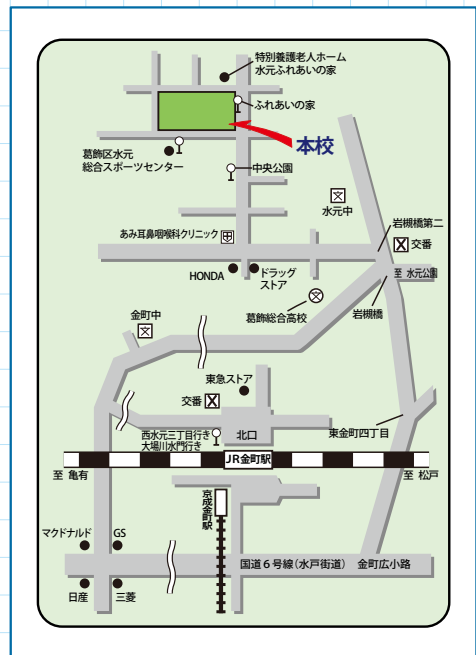 特別養護老人ホーム
水元ふれあいの家
ふれあいの家
本校
葛飾区水元
総合スポーツセンター
中央公園
水元中
文
岩槻橋第二
あみ耳鼻咽喉科クリニック
交番
至 水元公園
HONDA
ドラッグ
ストア
葛飾総合高校
文
岩槻橋
金町中
文
東急ストア
交番
西水元三丁目行き
大場川水門行き
北口
東金町四丁目
JR金町駅
至 亀有
至 松戸
京成金町駅
マクドナルド
GS
国道6号線(水戸街道)
金町広小路
日産
三菱